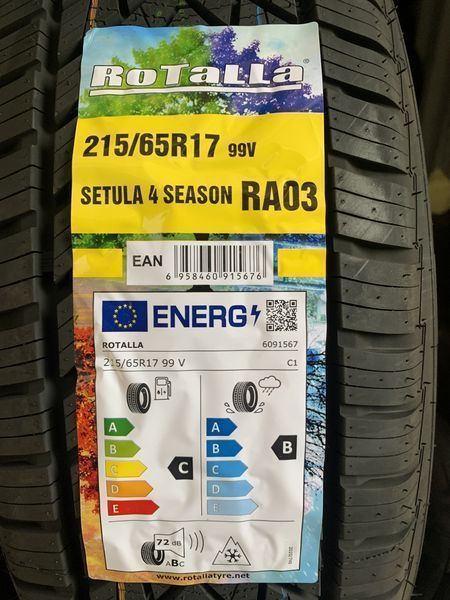 RoTalla
215/65R17 99V
SETULA 4 SEASON RA03
EAN
6 958460 915676
ENERG
ROTALLA 6091567
215/65R17 99 V C1
A A
B B B
C C C
D D
E E
72 dB
ABC
www.rotallatyre.net